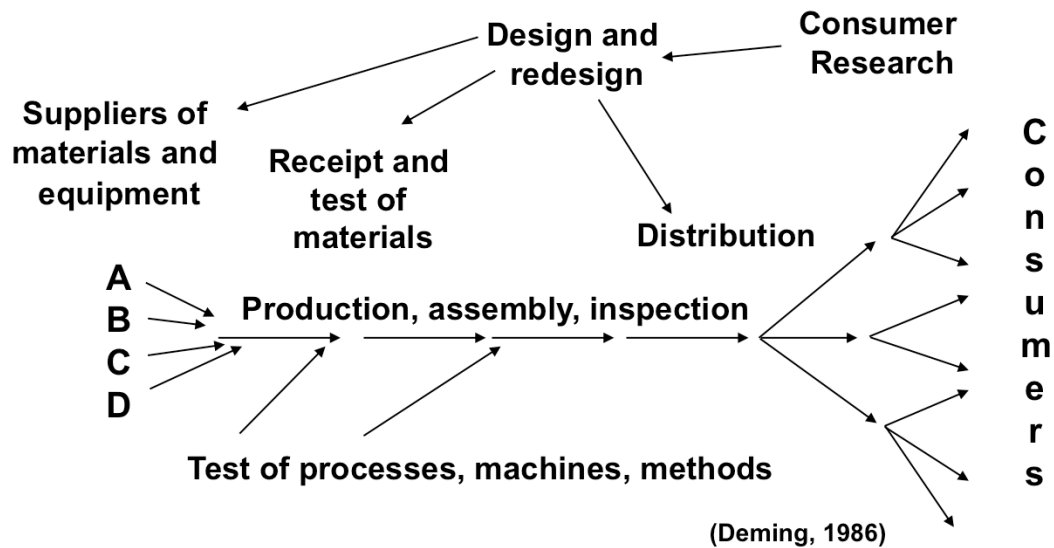 Consumer
Research
Design and
redesign
Suppliers of
materials and
equipment
Receipt and
test of
materials
Distribution
A
B
C
D
Production, assembly, inspection
Test of processes, machines, methods
C
o
n
s
u
m
e
r
s
(Deming, 1986)